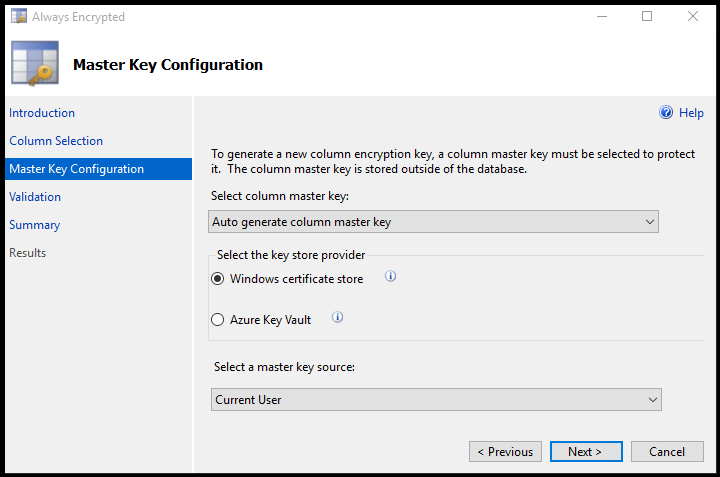 Always Encrypted
Master Key Configuration
Introduction
Column Selection
Master Key Configuration
Validation
Summary
Results
Help
To generate a new column encryption key, a column master key must be selected to protect
it.  The column master key is stored outside of the database.
Select column master key:
Auto generate column master key
Select the key store provider
Windows certificate store
Azure Key Vault
Select a master key source:
Current User
< Previous
Next >
Cancel